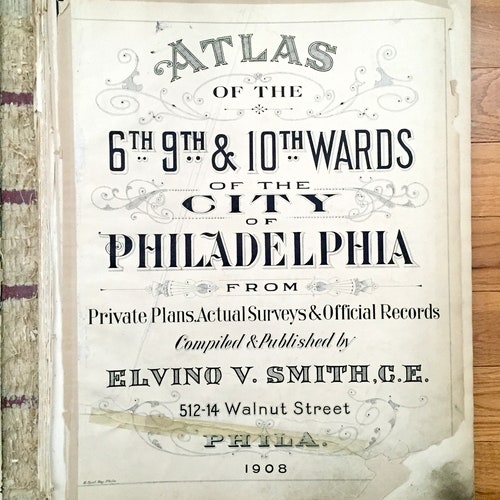 ATLAS
OF THE
6TH 9TH & 10TH WARDS
OF THE
CITY
OF
PHILADELPHIA
FROM
Private Plans. Actual Surveys & Official Records
Compiled & Published by
ELVINO V. SMITH, C.E.
512-14 Walnut Street
PHILA.
1908